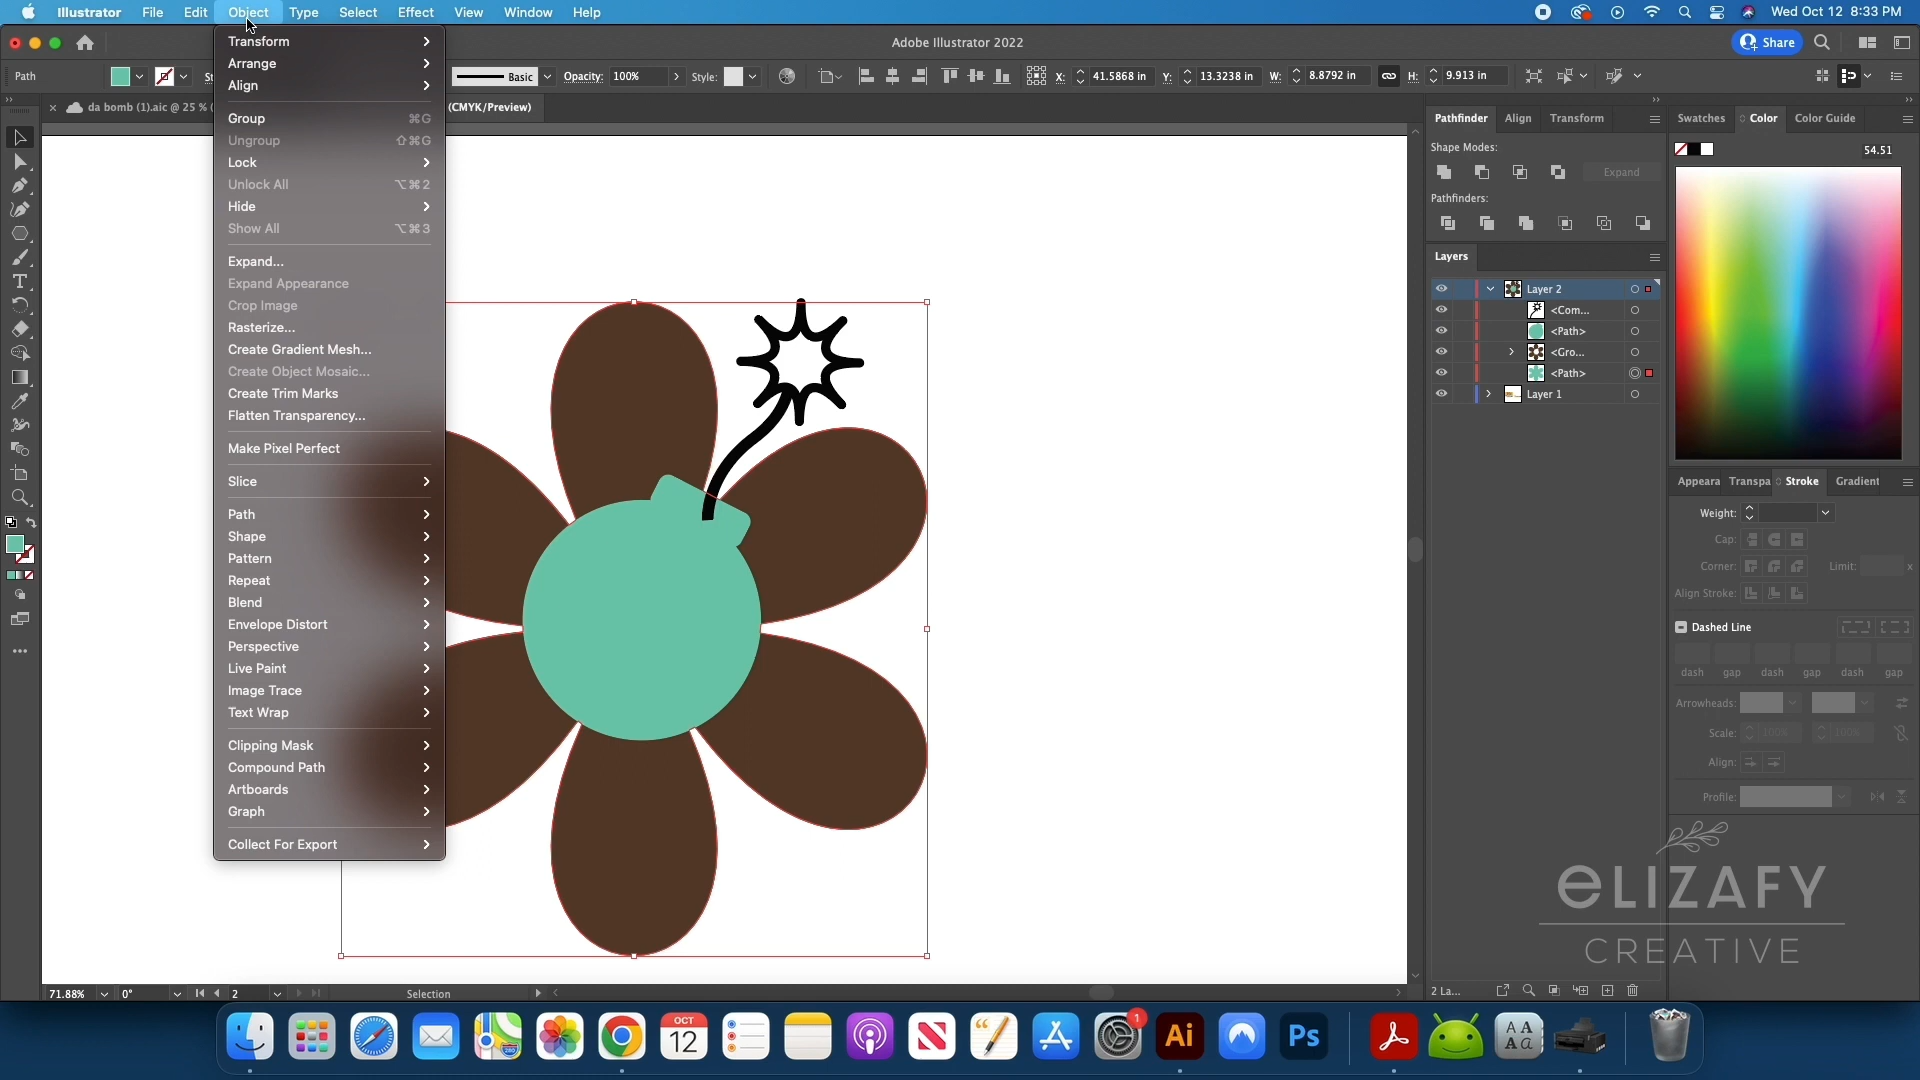 Illustrator File Edit Object Type Select Effect View Window Help Wed Oct 12 8:33 PM
Adobe Illustrator 2022 Share
Path St Basic Opacity: 100% Style: X: 41.5868 in Y: 13.3238 in W: 8.8792 in H: 9.913 in
da bomb (1).aic @ 25 % ( (CMYK/Preview)
Transform
Arrange
Align
Group ⌘G
Ungroup ⇧⌘G
Lock
Unlock All ⌥⌘2
Hide
Show All ⌥⌘3
Expand...
Expand Appearance
Crop Image
Rasterize...
Create Gradient Mesh...
Create Object Mosaic...
Create Trim Marks
Flatten Transparency...
Make Pixel Perfect
Slice
Path
Shape
Pattern
Repeat
Blend
Envelope Distort
Perspective
Live Paint
Image Trace
Text Wrap
Clipping Mask
Compound Path
Artboards
Graph
Collect For Export
Pathfinder Align Transform
Shape Modes:
Expand
Pathfinders:
Layers
Layer 2
<Com...
<Path>
<Gro...
<Path>
Layer 1
2 La...
Swatches Color Color Guide
54.51
Appeara Transpa Stroke Gradient
Weight:
Cap:
Corner: Limit: x
Align Stroke:
Dashed Line
dash gap dash gap dash gap
Arrowheads:
Scale: 100% 100%
Align:
Profile:
eLIZAFY
CREATIVE
71.88% 0° 2 Selection
OCT
12
1
Ai
Ps
AA
Aa